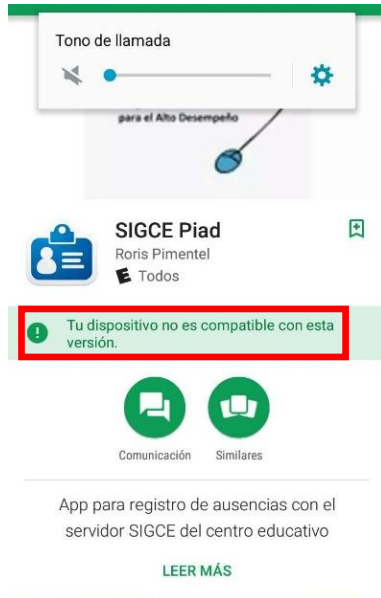 Tono de llamada
para el Alto Desempeño
SIGCE Piad
Roris Pimentel
E Todos
Tu dispositivo no es compatible con esta
versión.
Comunicación Similares
App para registro de ausencias con el
servidor SIGCE del centro educativo
LEER MÁS